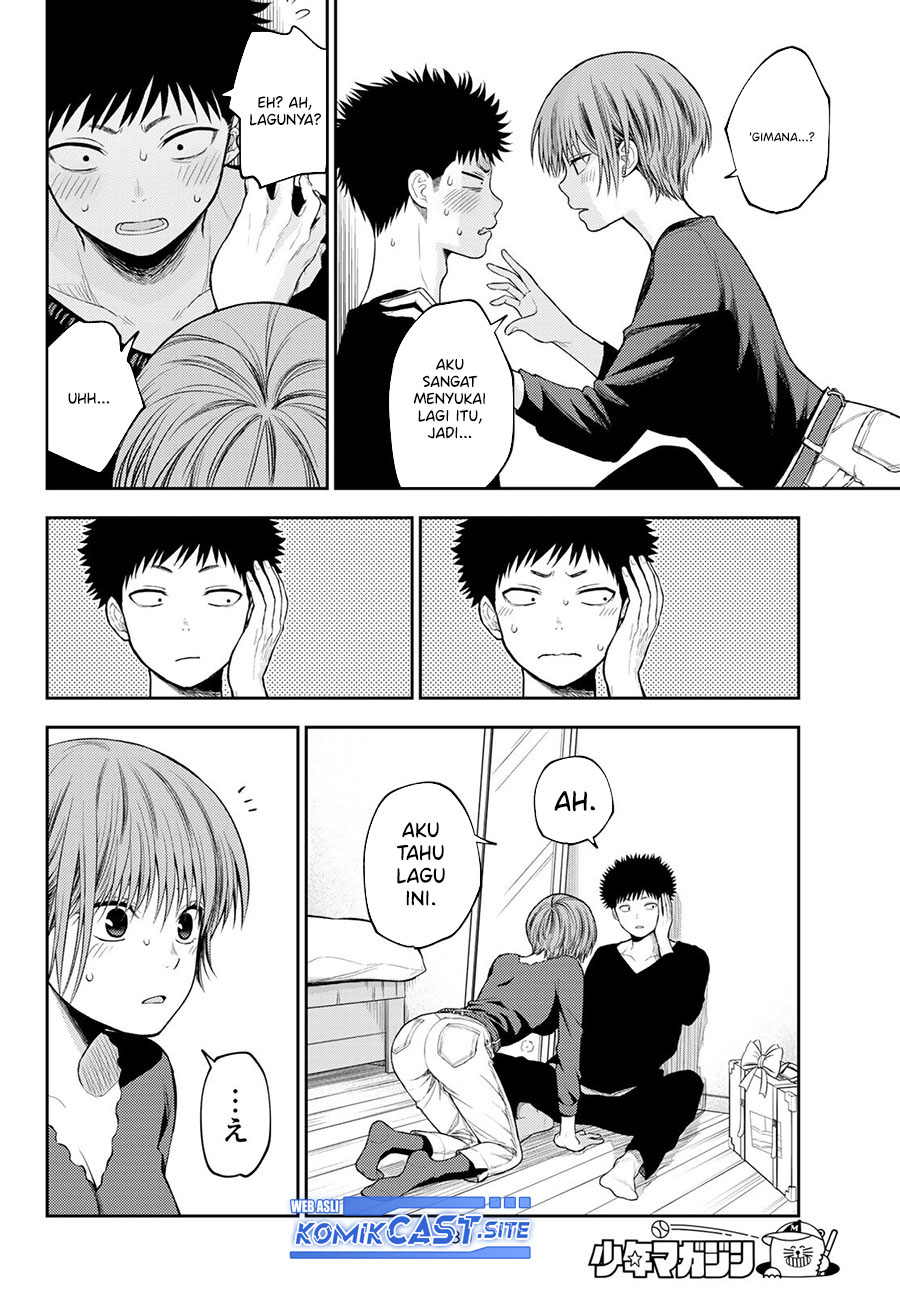 'GIMANA...?
AKU
SANGAT
MENYUKAI
LAGI ITU,
JADI...
EH? AH,
LAGUNYA?
UHH...
AH.
AKU
TAHU
LAGU
INI.
…え
WEB ASLI
KOMIKCAST.SITE
少年マガジン
M